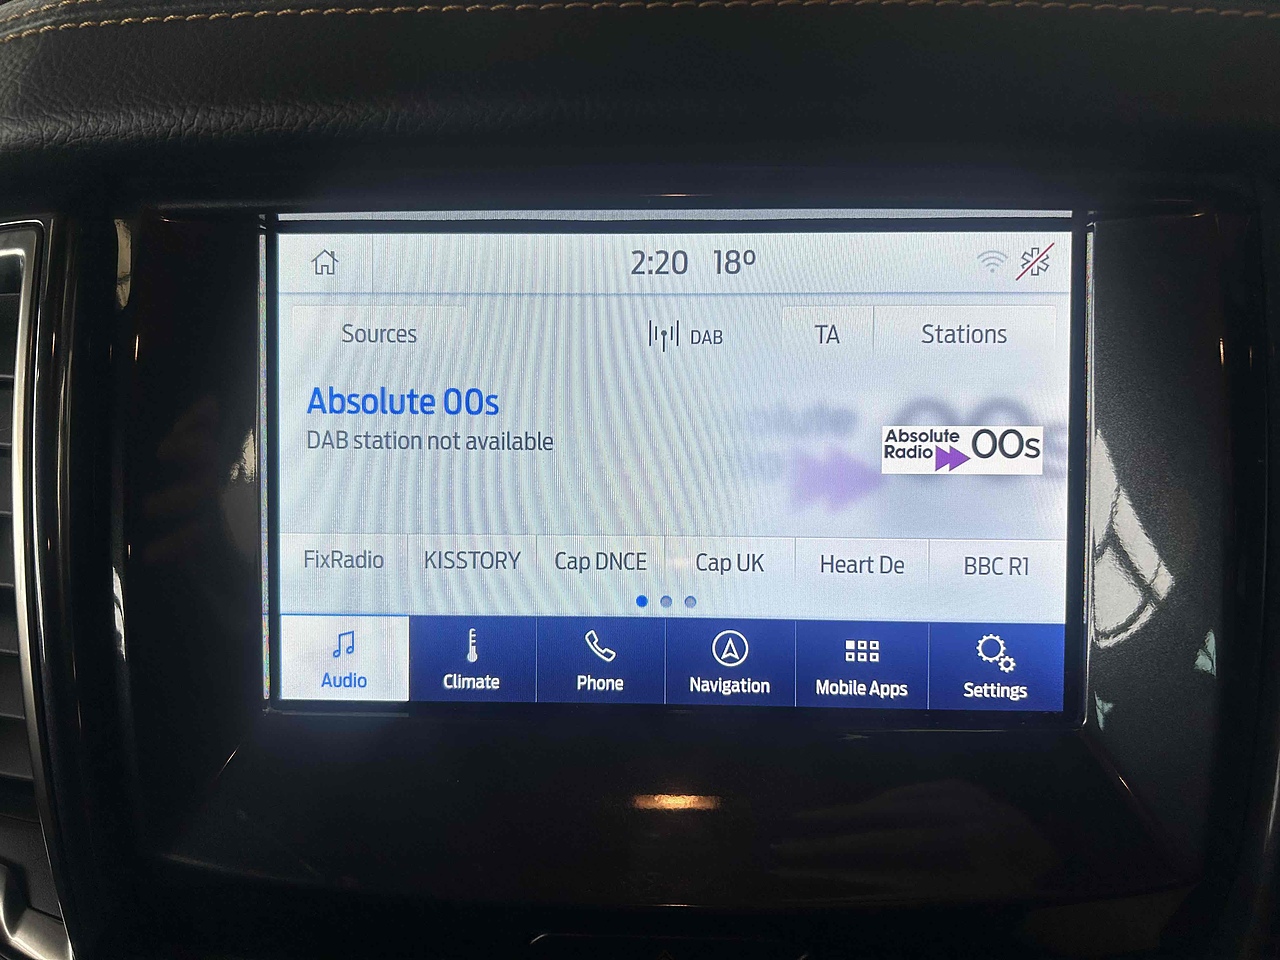 2:20 18º
Sources DAB TA Stations
Absolute 00s
DAB station not available
Absolute
Radio 00s
FixRadio KISSTORY Cap DNCE Cap UK Heart De BBC R1
Audio Climate Phone Navigation Mobile Apps Settings